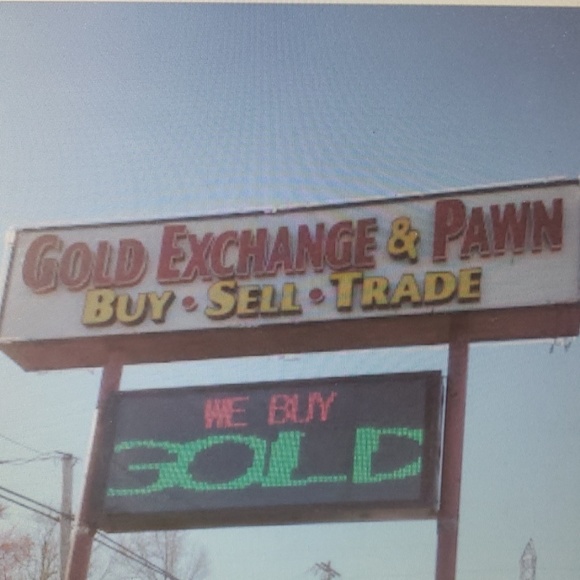 GOLD EXCHANGE & PAWN
BUY • SELL • TRADE
WE BUY
GOLD